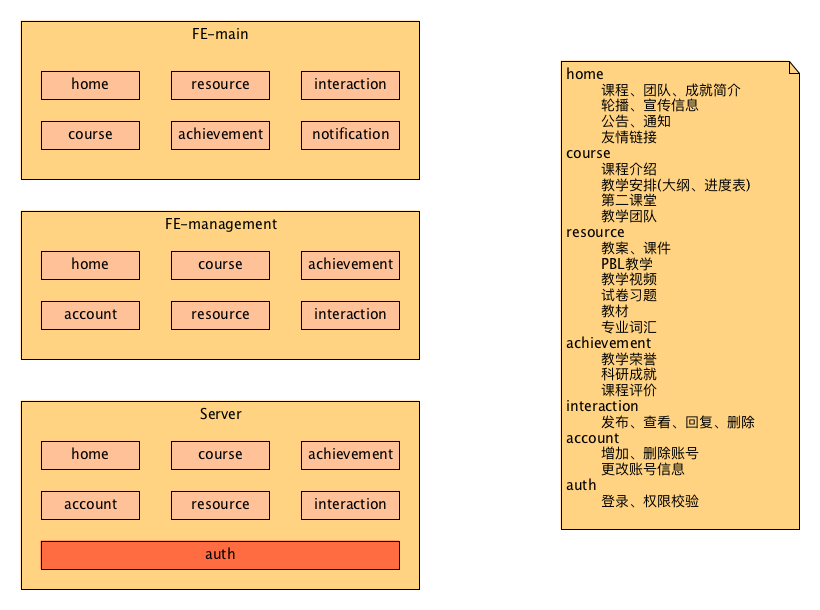 FE-main
home
resource
interaction
course
achievement
notification
FE-management
home
course
achievement
account
resource
interaction
Server
home
course
achievement
account
resource
interaction
auth
home
课程、团队、成就简介
轮播、宣传信息
公告、通知
友情链接
course
课程介绍
教学安排(大纲、进度表)
第二课堂
教学团队
resource
教案、课件
PBL教学
教学视频
试卷习题
教材
专业词汇
achievement
教学荣誉
科研成就
课程评价
interaction
发布、查看、回复、删除
account
增加、删除账号
更改账号信息
auth
登录、权限校验